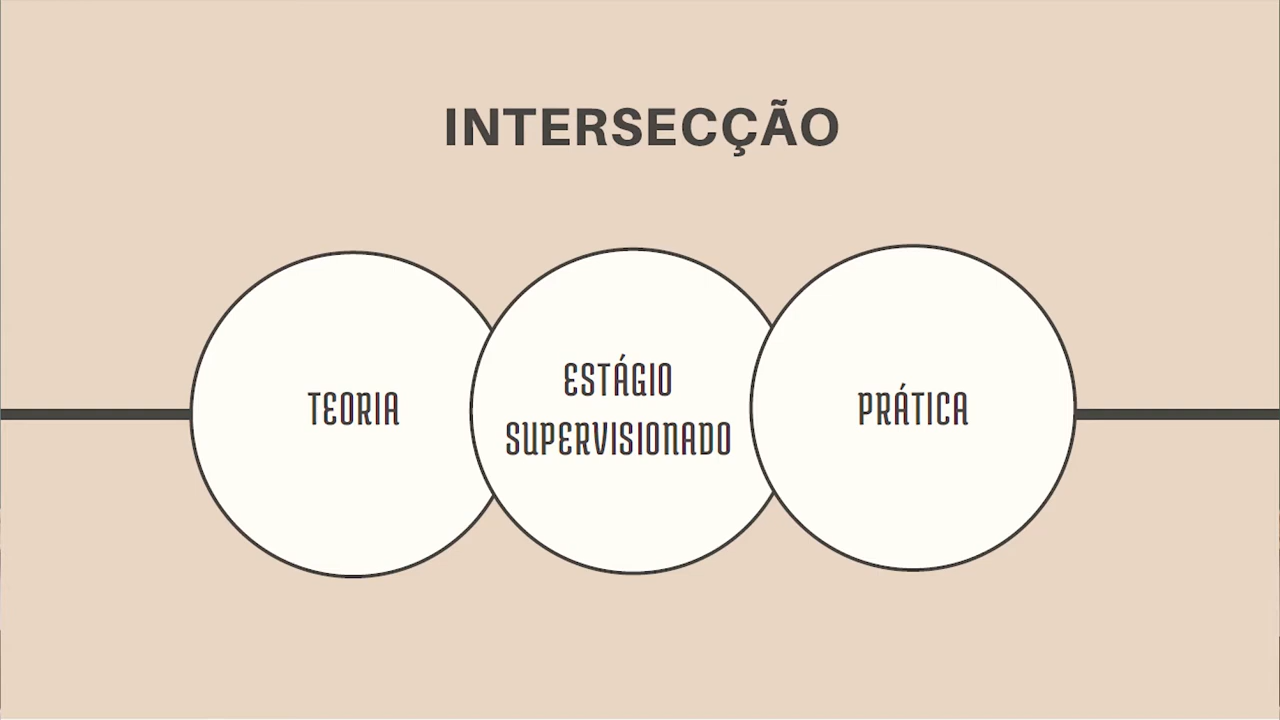 INTERSECÇÃO
TEORIA
ESTÁGIO
SUPERVISIONADO
PRÁTICA